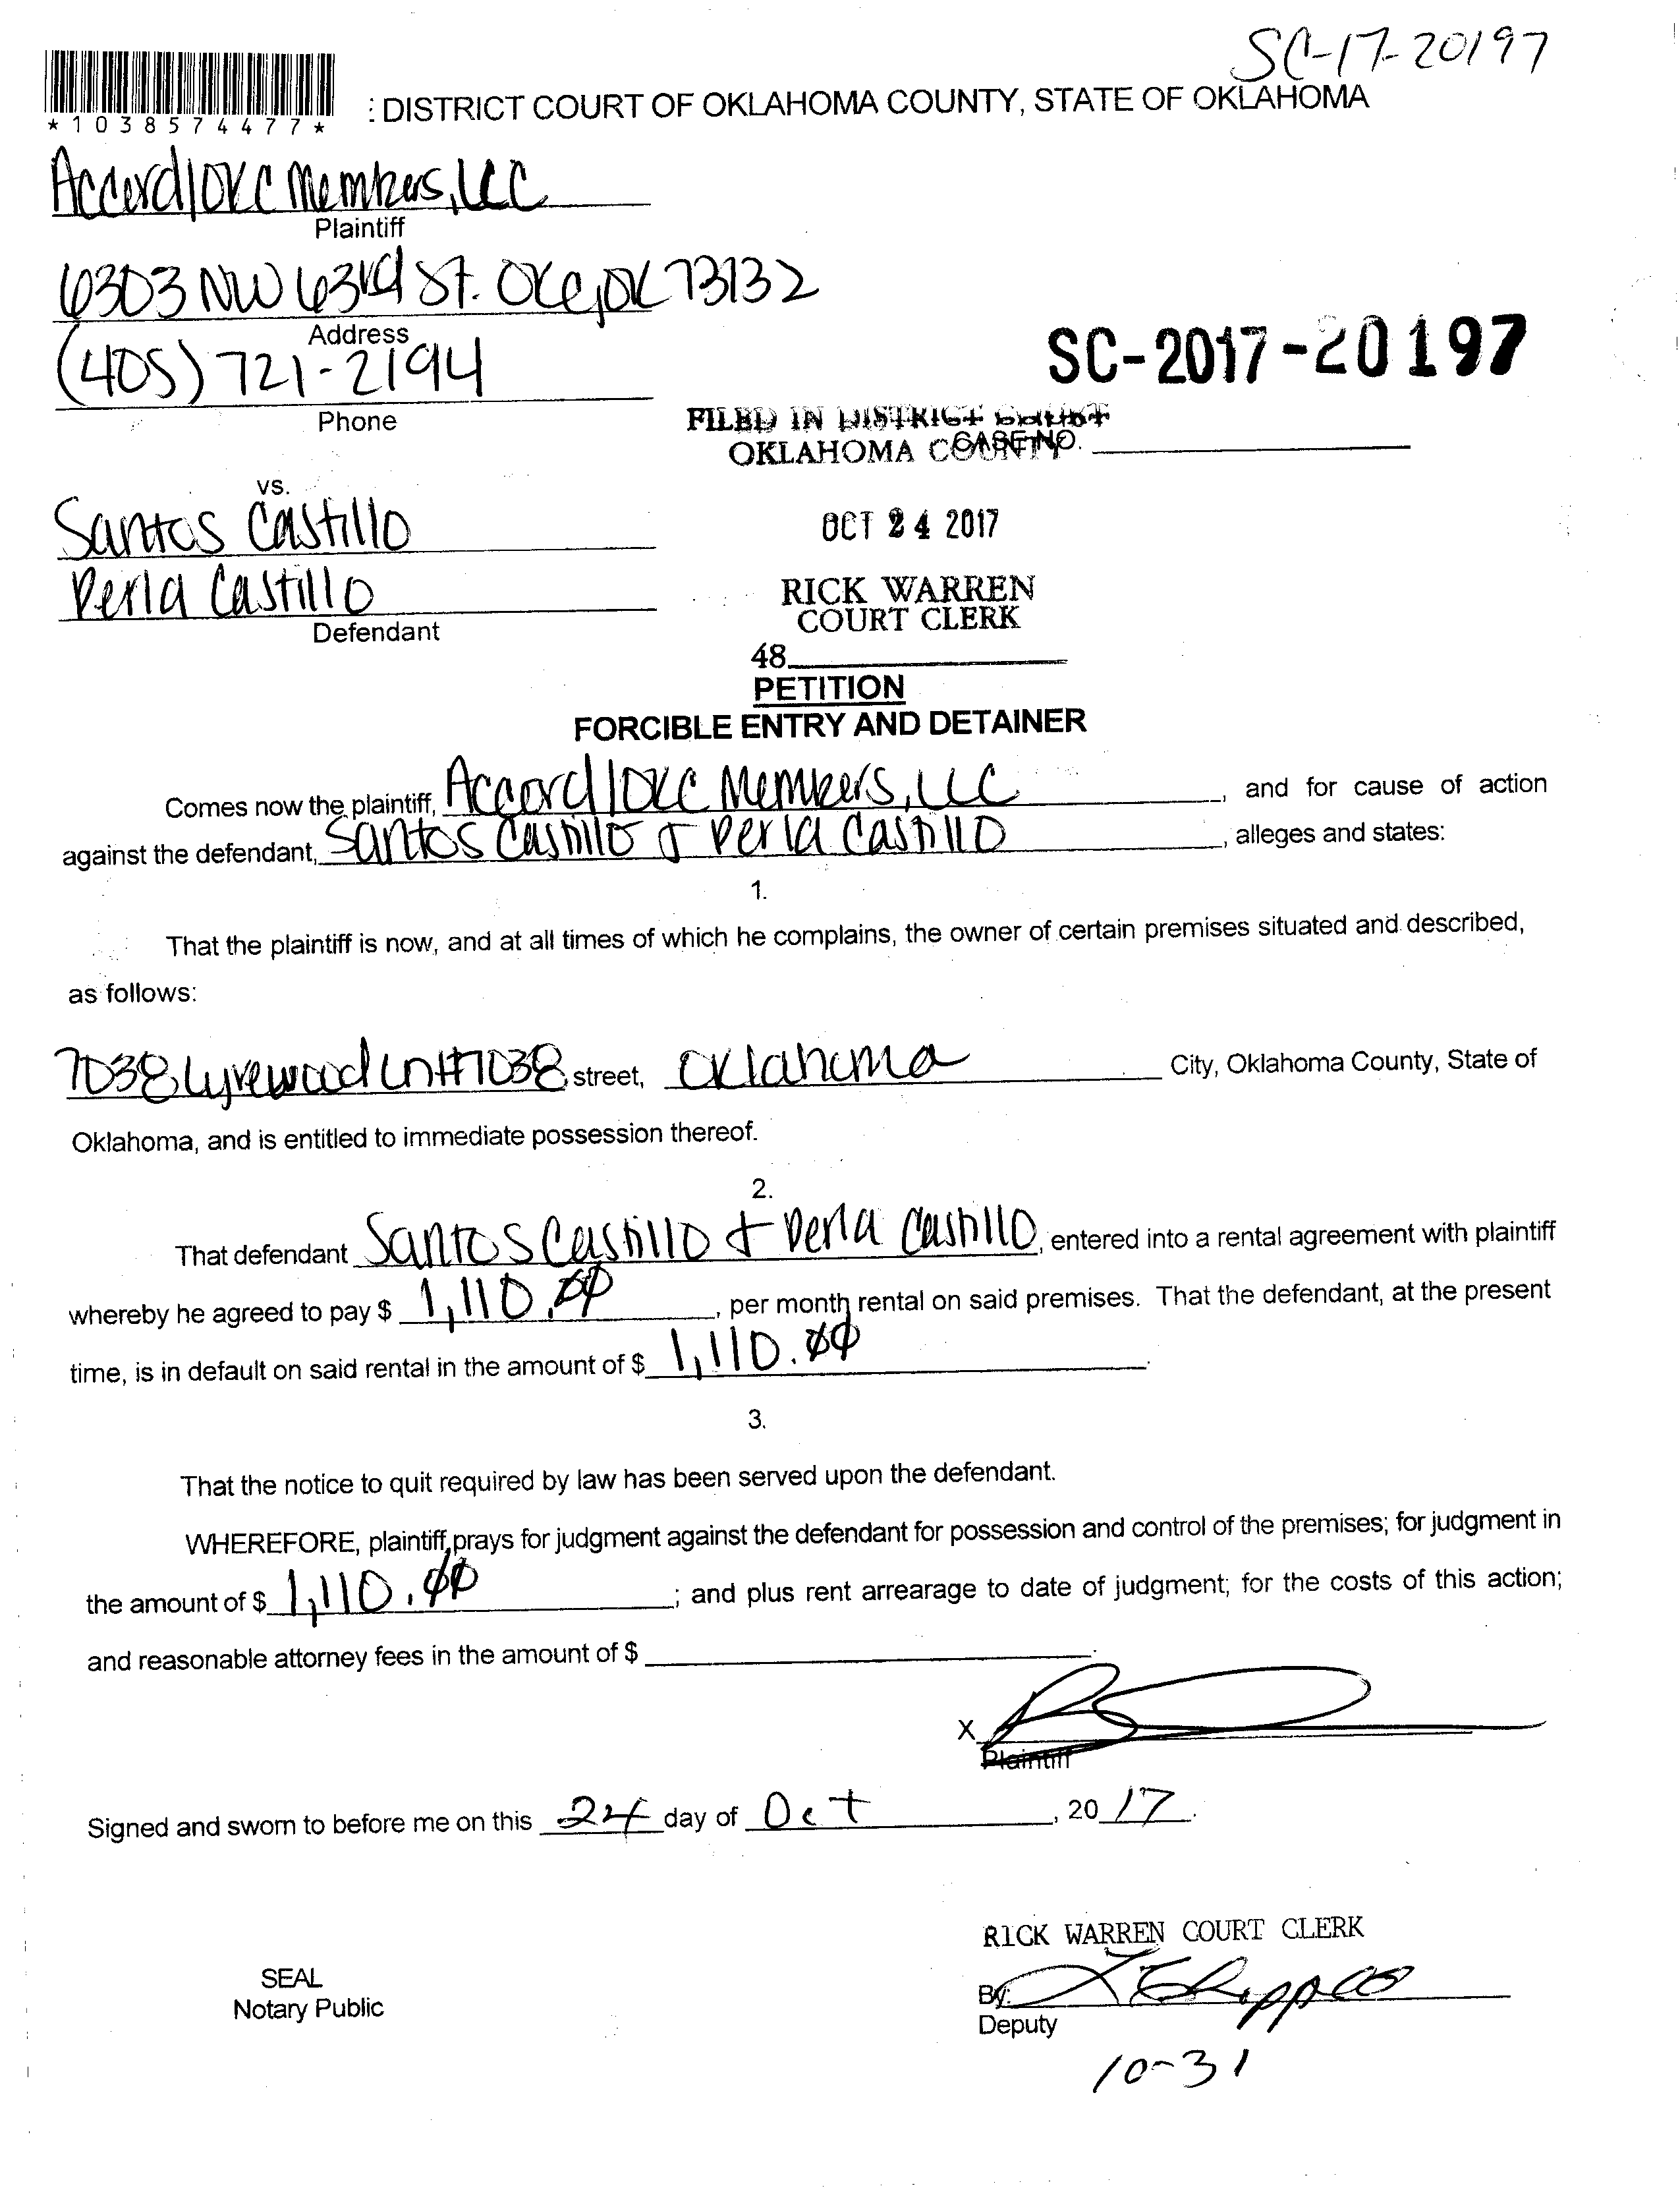 SC-17-20197
*1038574477*
: DISTRICT COURT OF OKLAHOMA COUNTY, STATE OF OKLAHOMA
Accord/OKC Members, LLC
Plaintiff
6303 NW 63rd St. OKC, OK 73132
Address
(405) 721-2194
Phone
SC-2017-20197
FILED IN DISTRICT COURT
OKLAHOMA COUNTY
CASE NO.
vs.
Santos Castillo
OCT 24 2017
Perla Castillo
Defendant
RICK WARREN
COURT CLERK
48
PETITION
FORCIBLE ENTRY AND DETAINER
Comes now the plaintiff, Accord/OKC Members, LLC, and for cause of action
against the defendant, Santos Castillo & Perla Castillo, alleges and states:
1.
That the plaintiff is now, and at all times of which he complains, the owner of certain premises situated and described,
as follows:
7038 Lyrewood Ln #7038 street, Oklahoma City, Oklahoma County, State of
Oklahoma, and is entitled to immediate possession thereof.
2.
That defendant Santos Castillo & Perla Castillo, entered into a rental agreement with plaintiff
whereby he agreed to pay $ 1,110.00, per month rental on said premises. That the defendant, at the present
time, is in default on said rental in the amount of $ 1,110.00.
3.
That the notice to quit required by law has been served upon the defendant.
WHEREFORE, plaintiff, prays for judgment against the defendant for possession and control of the premises; for judgment in
the amount of $ 1,110.00; and plus rent arrearage to date of judgment; for the costs of this action;
and reasonable attorney fees in the amount of $ .
X
Plaintiff
Signed and sworn to before me on this 24 day of Oct, 2017.
RICK WARREN COURT CLERK
SEAL
Notary Public
By:
Deputy
10-31